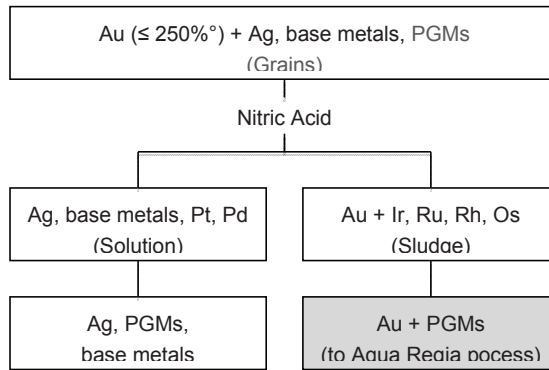 Au (≤ 250%°) + Ag, base metals, PGMs
(Grains)
Nitric Acid
Ag, base metals, Pt, Pd
(Solution)
Au + Ir, Ru, Rh, Os
(Sludge)
Ag, PGMs,
base metals
Au + PGMs
(to Aqua Regia pocess)